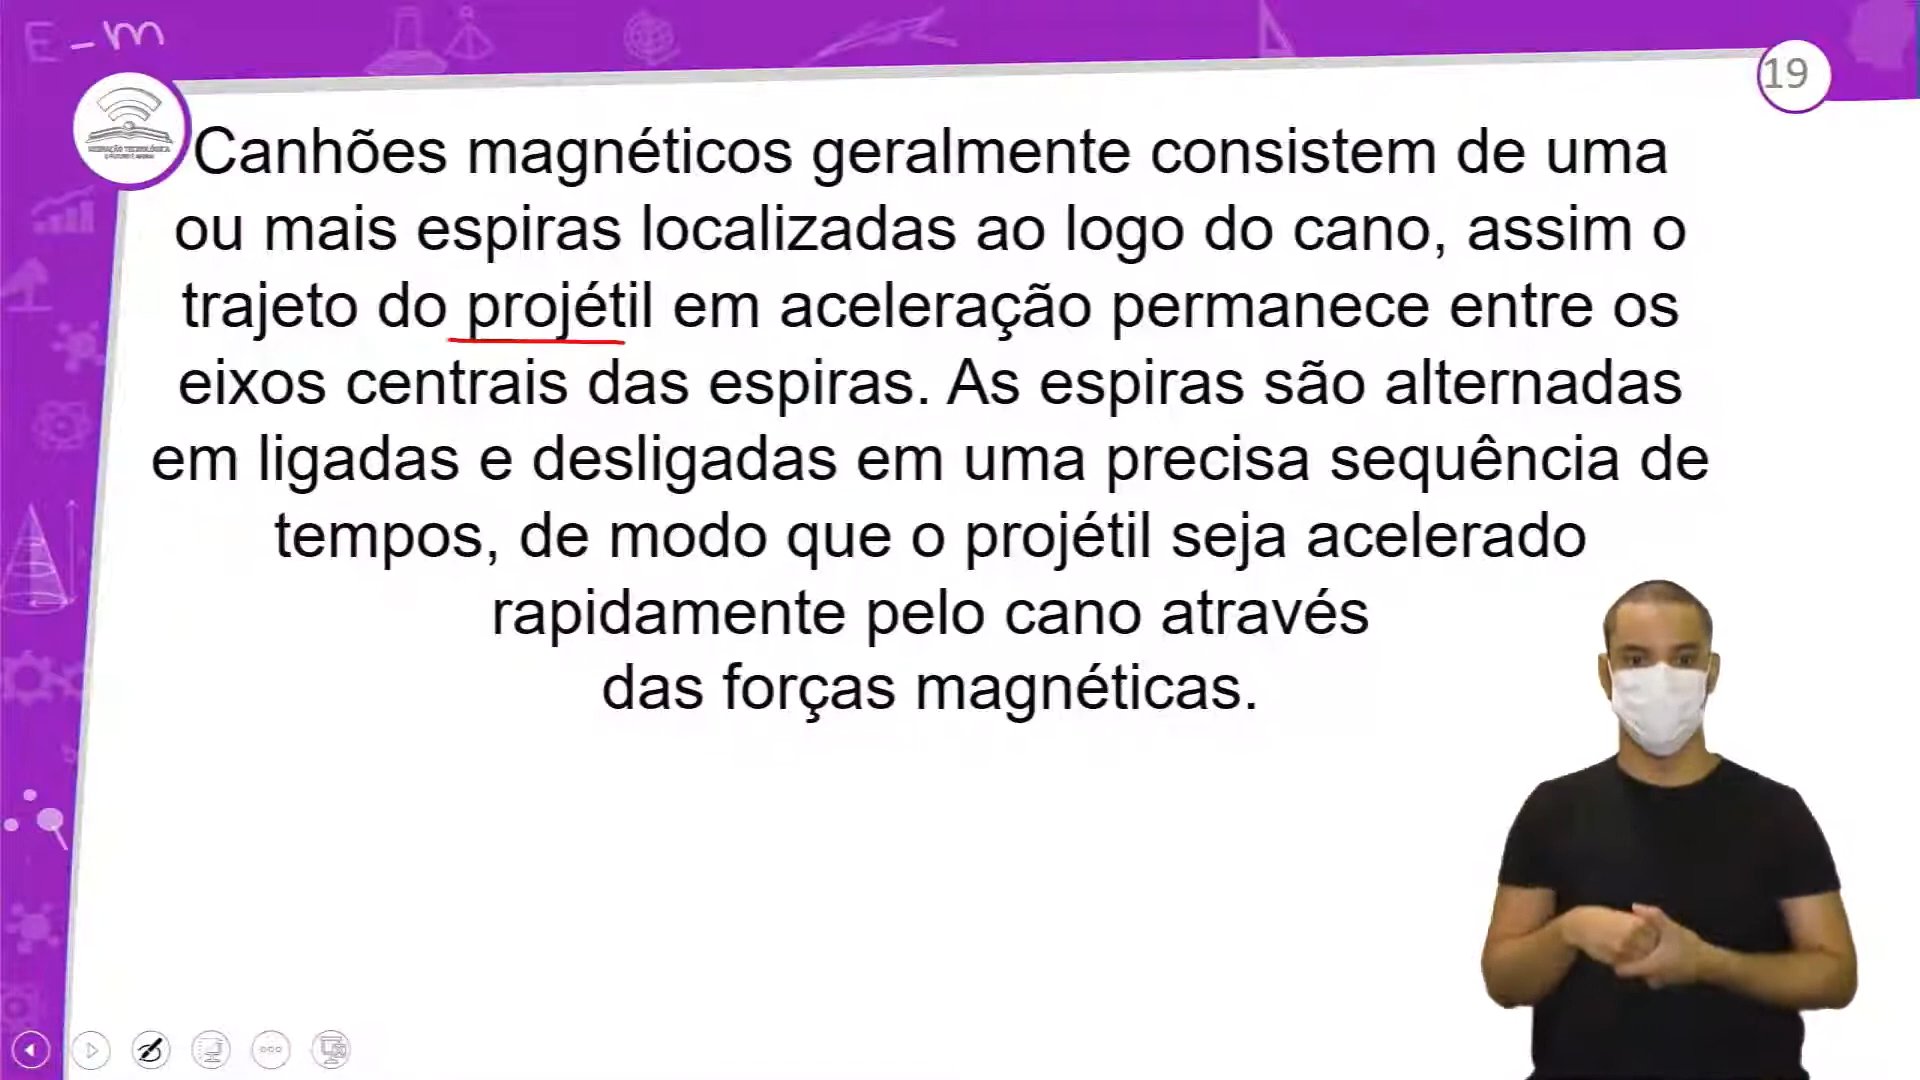 E-m
19
MEDIAÇÃO TECNOLÓGICA
Canhões magnéticos geralmente consistem de uma
ou mais espiras localizadas ao logo do cano, assim o
trajeto do projétil em aceleração permanece entre os
eixos centrais das espiras. As espiras são alternadas
em ligadas e desligadas em uma precisa sequência de
tempos, de modo que o projétil seja acelerado
rapidamente pelo cano através
das forças magnéticas.